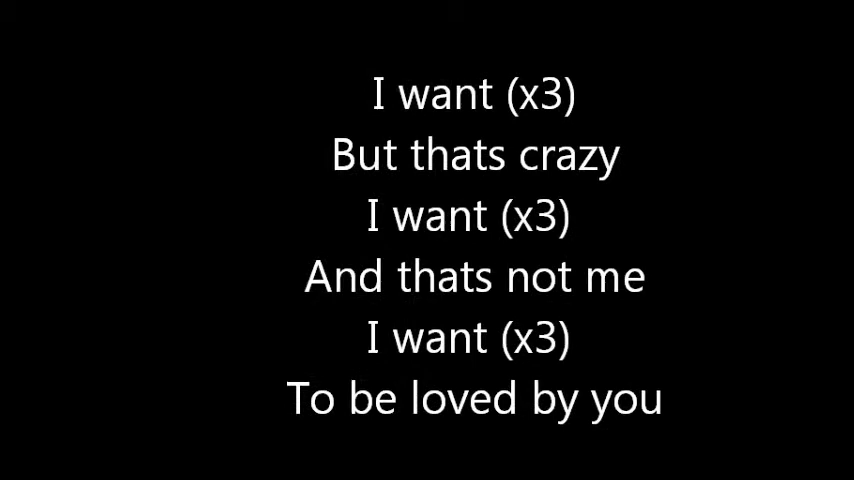 I want (x3)
But thats crazy
I want (x3)
And thats not me
I want (x3)
To be loved by you